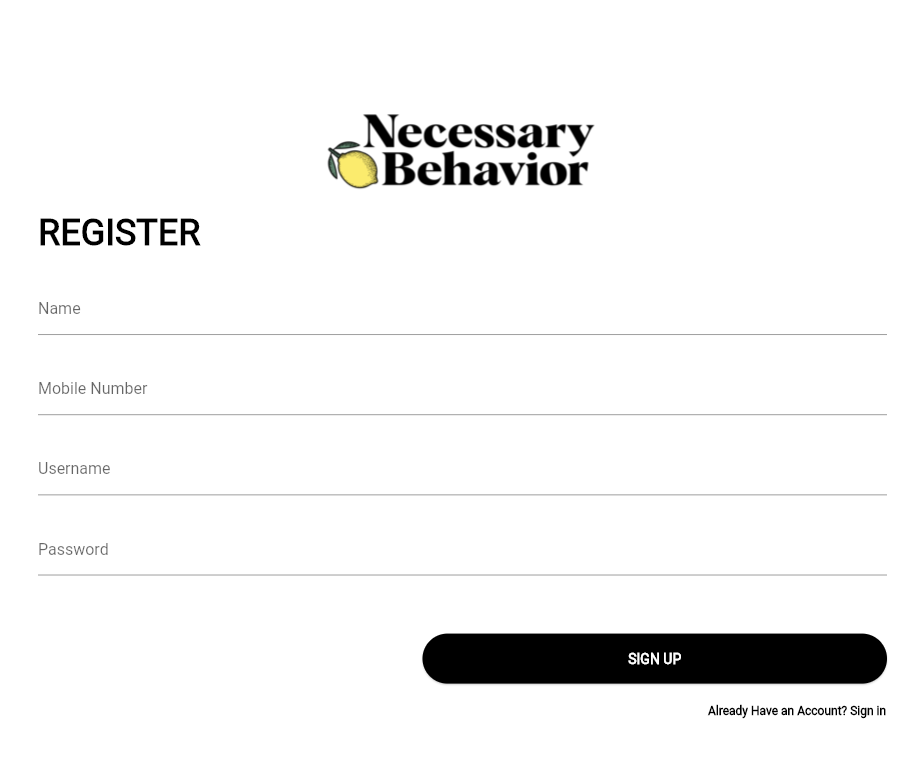 Necessary
Behavior
REGISTER
Name
Mobile Number
Username
Password
SIGN UP
Already Have an Account? Sign in